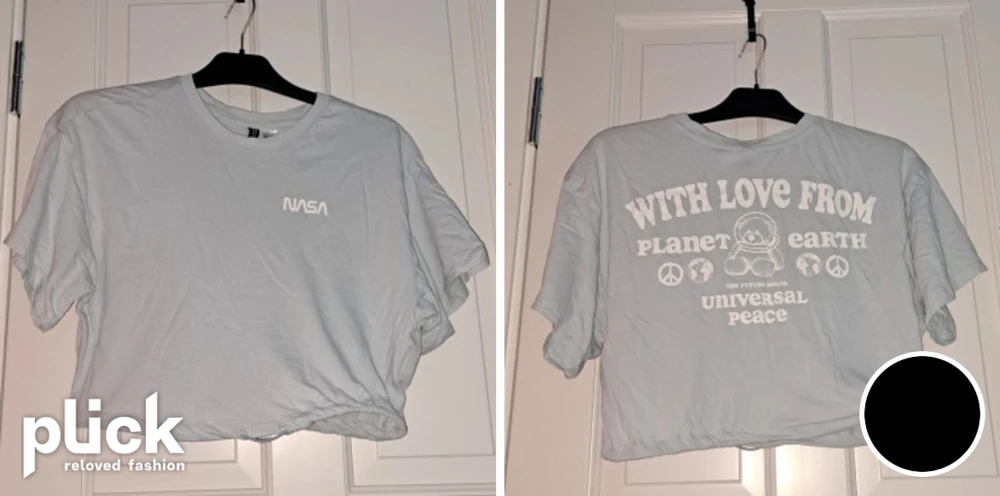 NASA
plick
reloved fashion
WITH LOVE FROM
PLANET EARTH
UNIVERSAL
PEACE